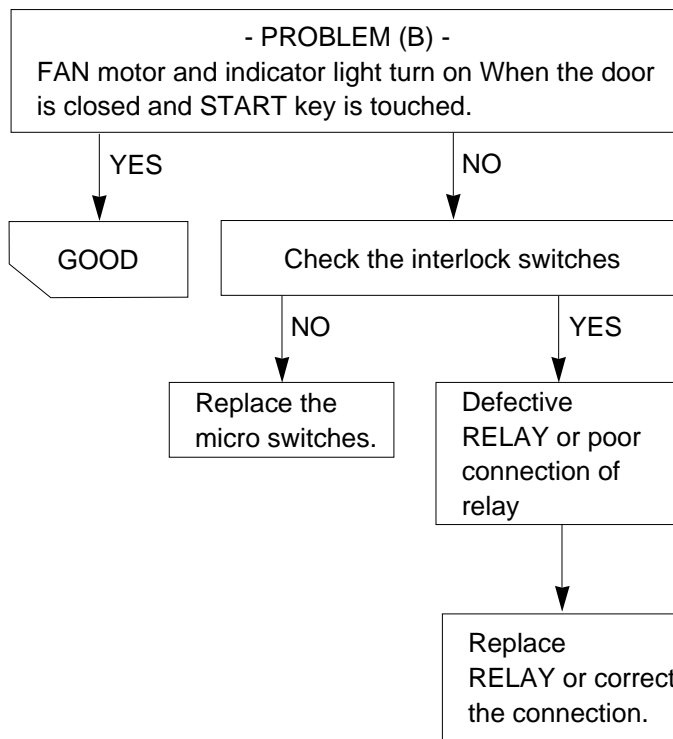 - PROBLEM (B) -
FAN motor and indicator light turn on When the door
is closed and START key is touched.
YES
NO
GOOD
Check the interlock switches
NO
YES
Replace the
micro switches.
Defective
RELAY or poor
connection of
relay
Replace
RELAY or correct
the connection.